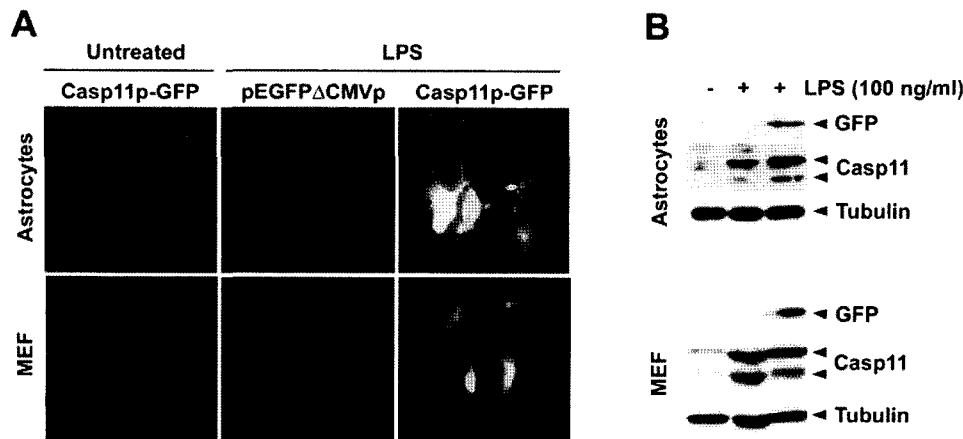 A
Untreated
LPS
Casp11p-GFP
pEGFPΔCMVp
Casp11p-GFP
Astrocytes
MEF
B
- + + LPS (100 ng/ml)
Astrocytes
GFP
Casp11
Tubulin
MEF
GFP
Casp11
Tubulin